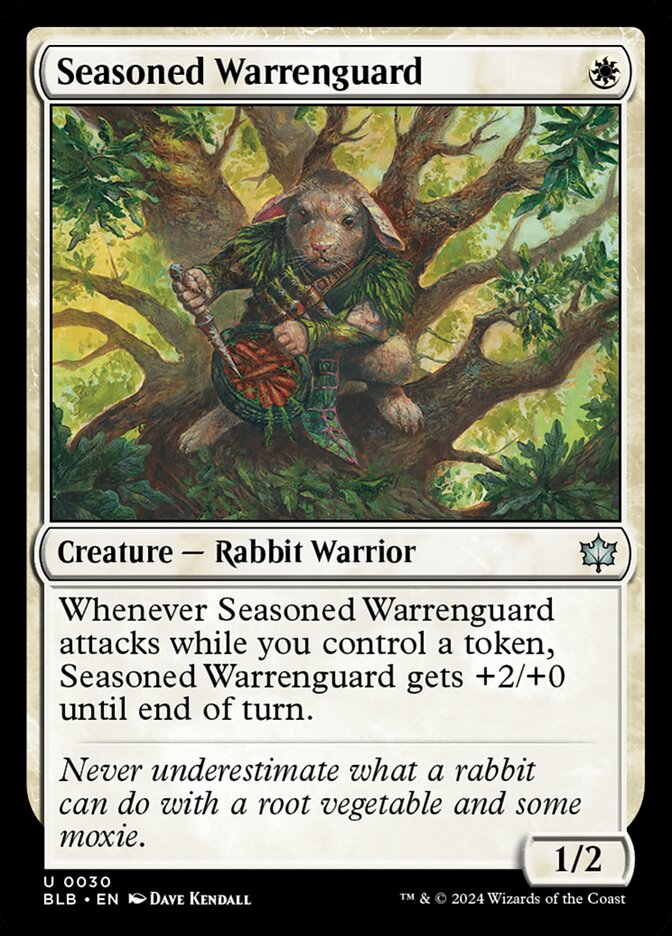 Seasoned Warrenguard
Creature — Rabbit Warrior
Whenever Seasoned Warrenguard
attacks while you control a token,
Seasoned Warrenguard gets +2/+0
until end of turn.
Never underestimate what a rabbit
can do with a root vegetable and some
moxie.
1/2
U 0030
BLB • EN Dave Kendall
™ & © 2024 Wizards of the Coast